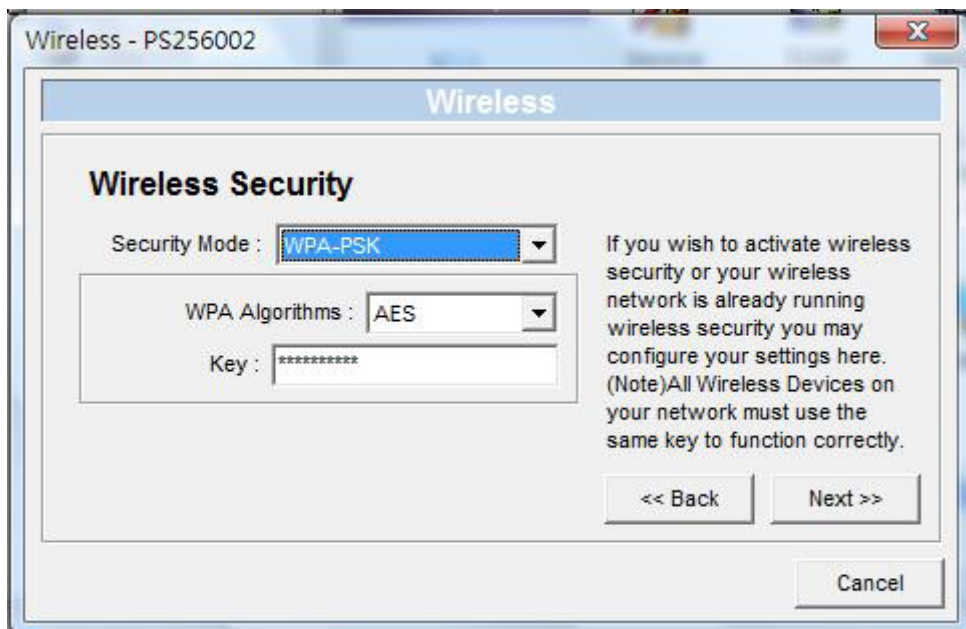 Wireless - PS256002
Wireless
Wireless Security
Security Mode : WPA-PSK
WPA Algorithms : AES
Key : **********
If you wish to activate wireless
security or your wireless
network is already running
wireless security you may
configure your settings here.
(Note)All Wireless Devices on
your network must use the
same key to function correctly.
<< Back Next >>
Cancel